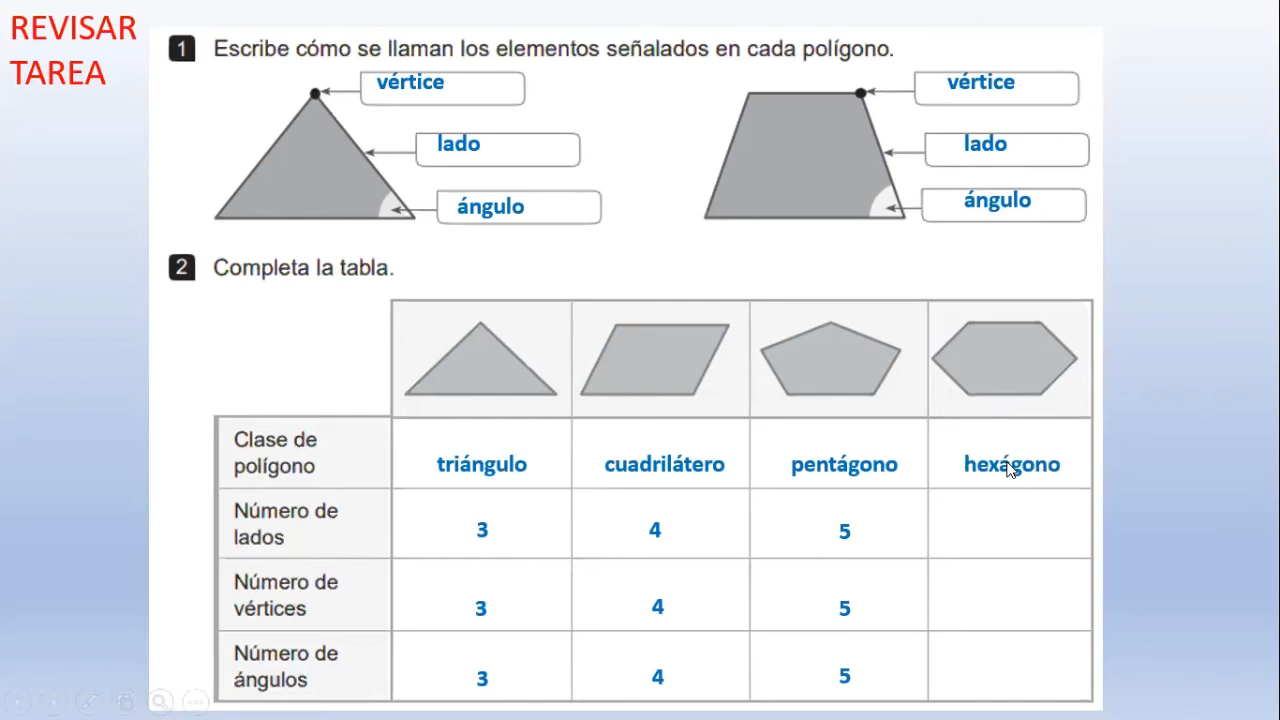 REVISAR
TAREA
1 Escribe cómo se llaman los elementos señalados en cada polígono.
vértice
lado
ángulo
vértice
lado
ángulo
2 Completa la tabla.
Clase de
polígono
triángulo cuadrilátero pentágono hexágono
Número de
lados
3 4 5
Número de
vértices
3 4 5
Número de
ángulos
3 4 5